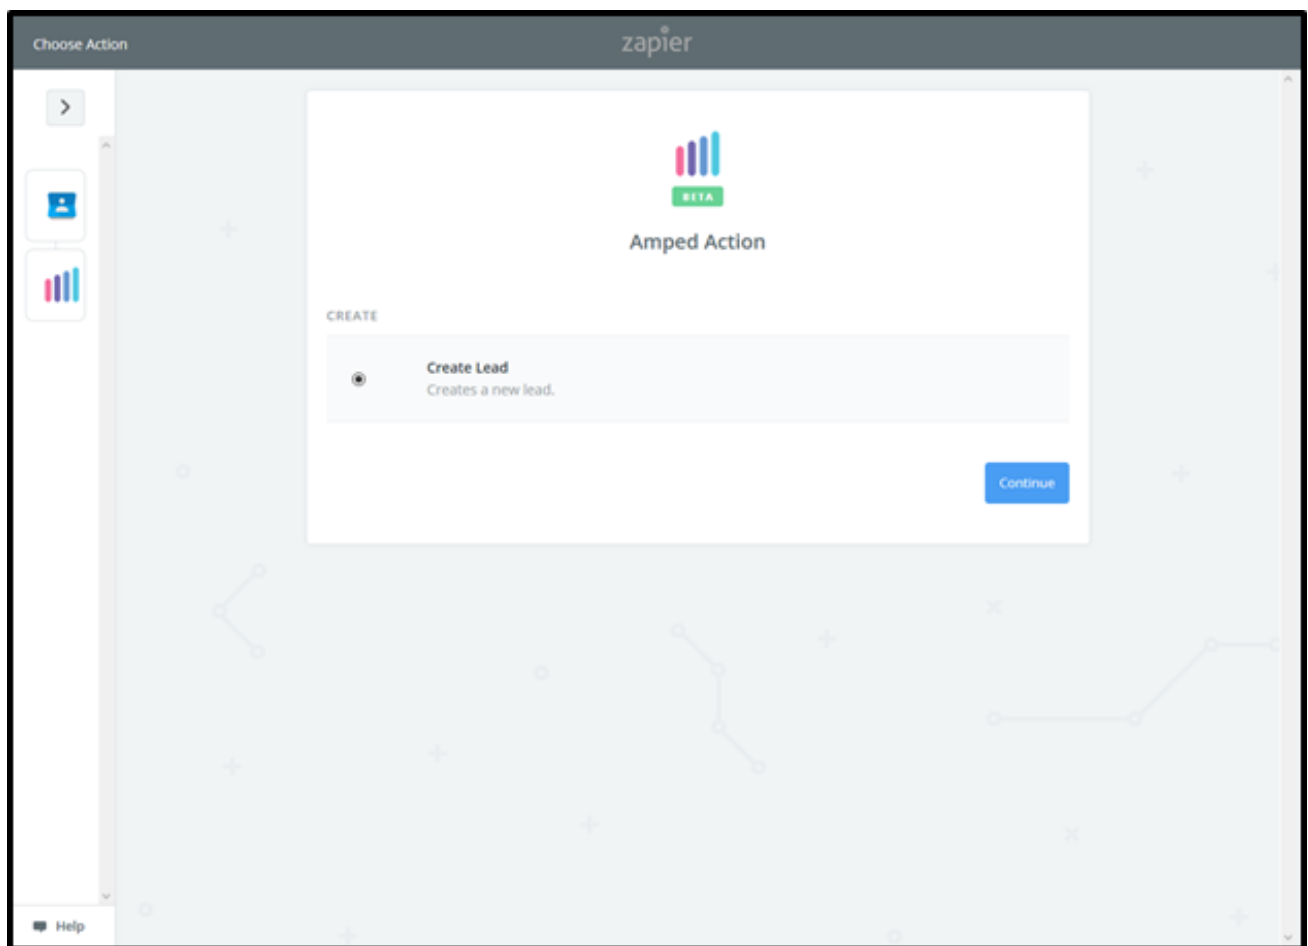 Choose Action
zapier
BETA
Amped Action
CREATE
Create Lead
Creates a new lead.
Continue
Help